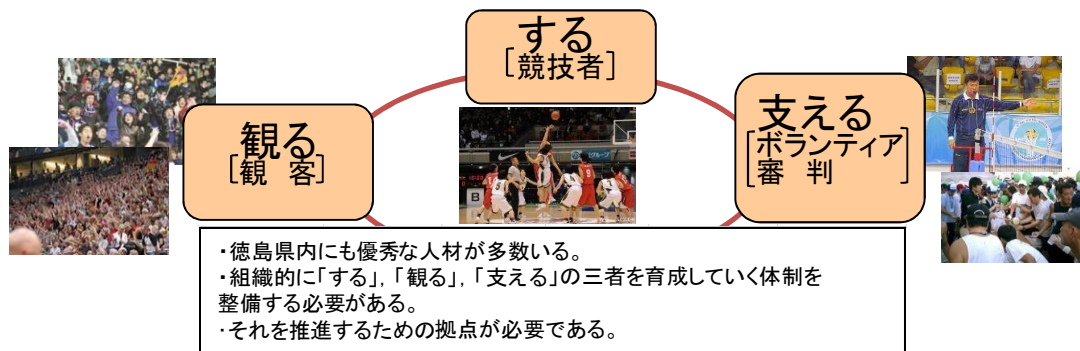 する
[競技者]
観る
[観 客]
支える
[ボランティア
審 判]
・徳島県内にも優秀な人材が多数いる。
・組織的に「する」，「観る」，「支える」の三者を育成していく体制を
整備する必要がある。
・それを推進するための拠点が必要である。